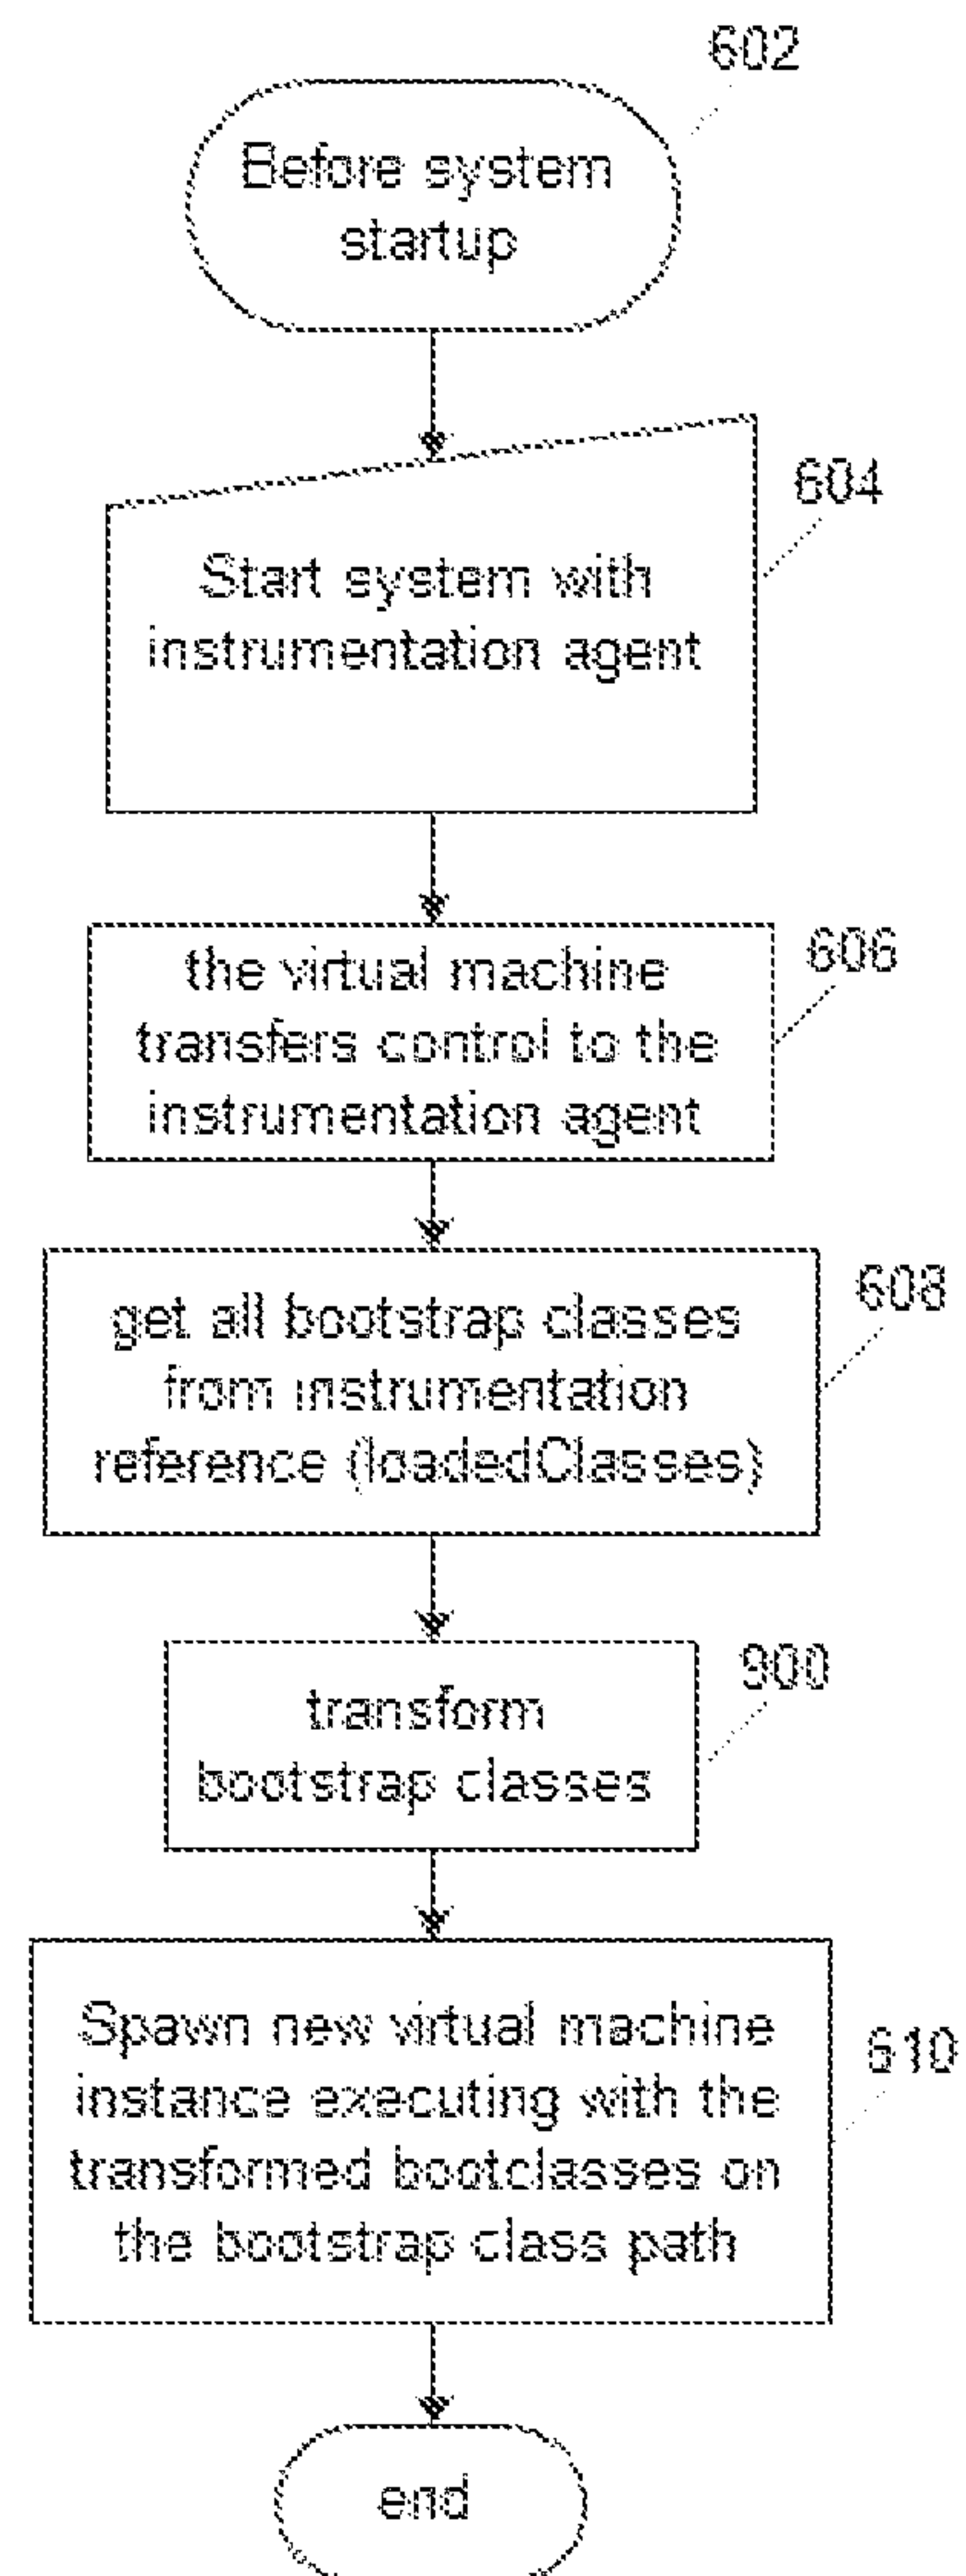 602
Before system
startup
604
Start system with
instrumentation agent
606
the virtual machine
transfers control to the
instrumentation agent
608
get all bootstrap classes
from instrumentation
reference (loadedClasses)
900
transform
bootstrap classes
610
Spawn new virtual machine
instance executing with the
transformed bootclasses on
the bootstrap class path
end